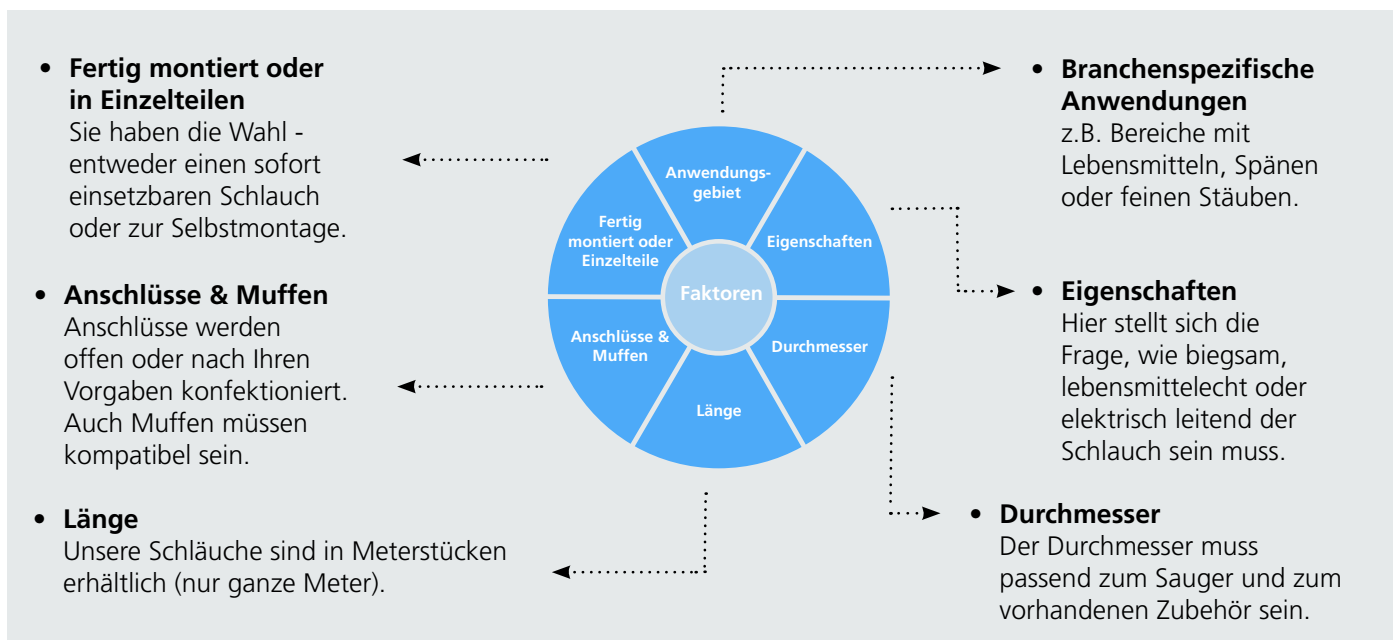 • Fertig montiert oder
in Einzelteilen
Sie haben die Wahl -
entweder einen sofort
einsetzbaren Schlauch
oder zur Selbstmontage.
• Anschlüsse & Muffen
Anschlüsse werden
offen oder nach Ihren
Vorgaben konfektioniert.
Auch Muffen müssen
kompatibel sein.
• Länge
Unsere Schläuche sind in Meterstücken
erhältlich (nur ganze Meter).
Anwendungs-
gebiet
Eigenschaften
Durchmesser
Länge
Anschlüsse &
Muffen
Fertig
montiert oder
Einzelteile
Faktoren
• Branchenspezifische
Anwendungen
z.B. Bereiche mit
Lebensmitteln, Spänen
oder feinen Stäuben.
• Eigenschaften
Hier stellt sich die
Frage, wie biegsam,
lebensmittelecht oder
elektrisch leitend der
Schlauch sein muss.
• Durchmesser
Der Durchmesser muss
passend zum Sauger und zum
vorhandenen Zubehör sein.